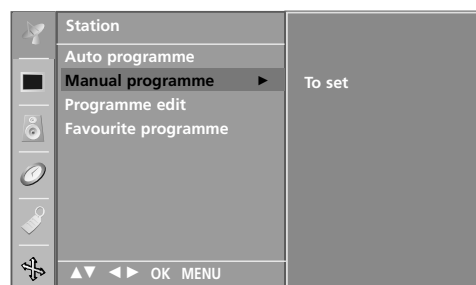 Station
Auto programme
Manual programme ►
To set
Programme edit
Favourite programme
▲▼ ◄► OK MENU